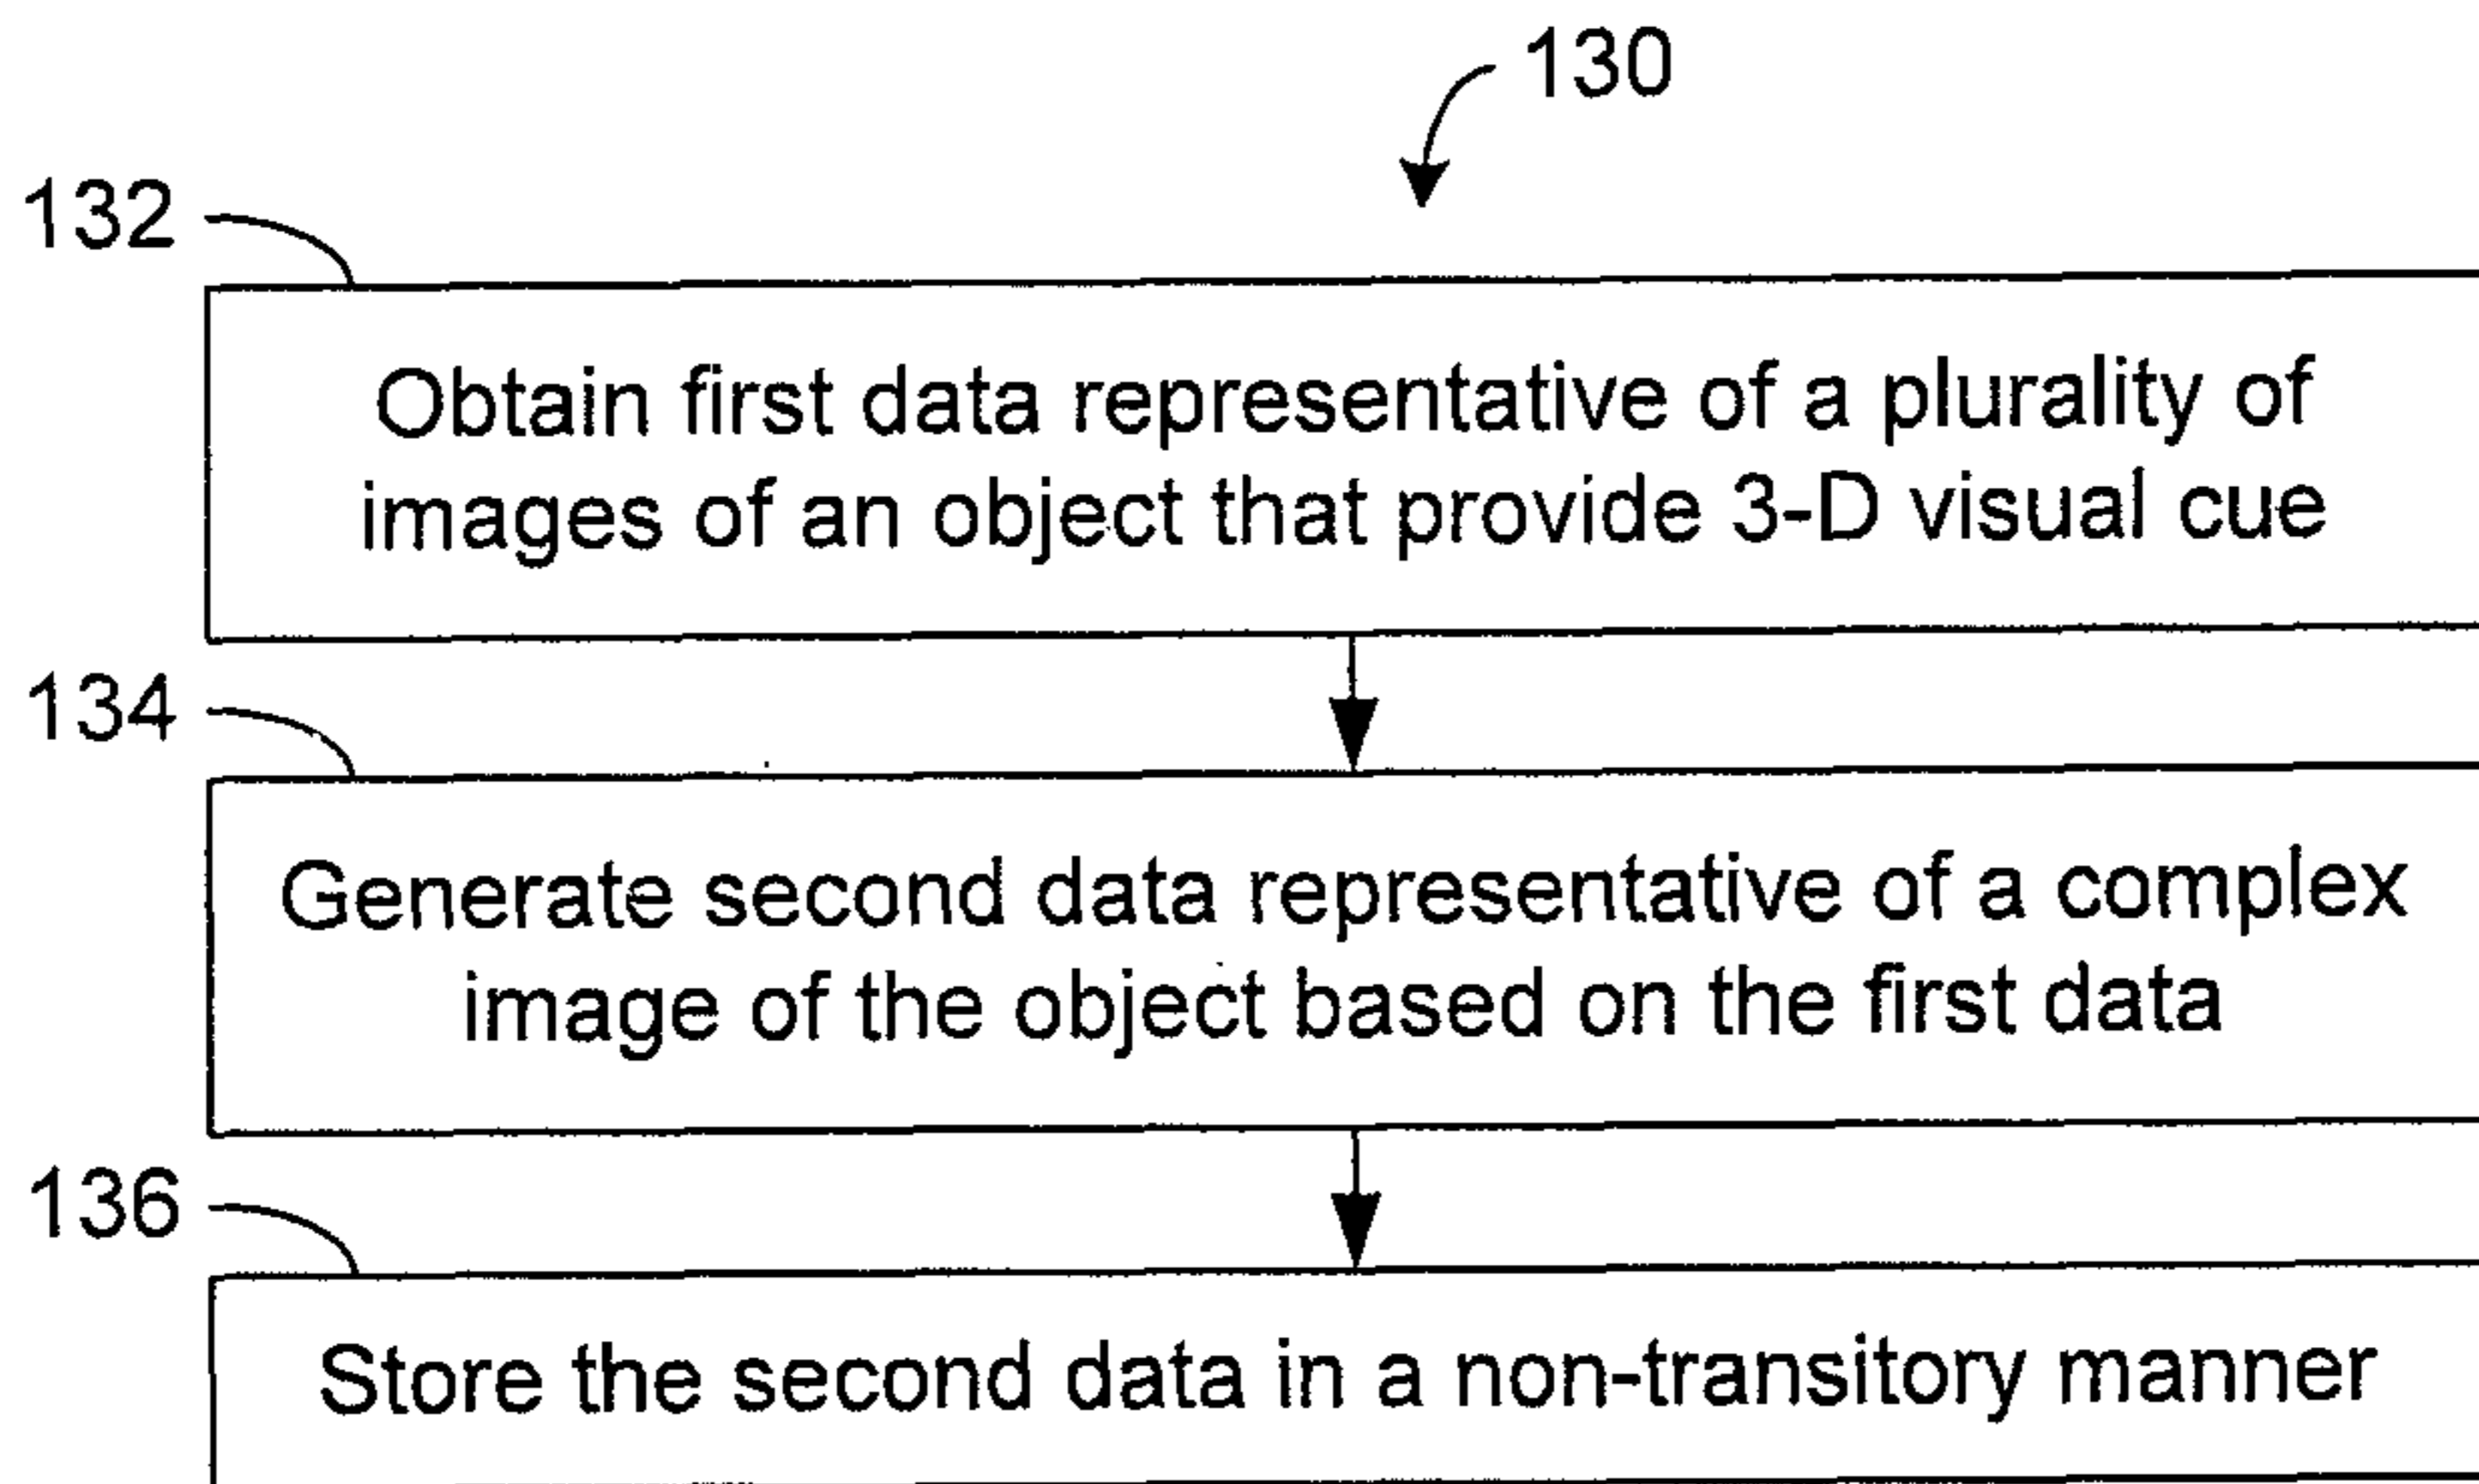 130
132
Obtain first data representative of a plurality of
images of an object that provide 3-D visual cue
134
Generate second data representative of a complex
image of the object based on the first data
136
Store the second data in a non-transitory manner